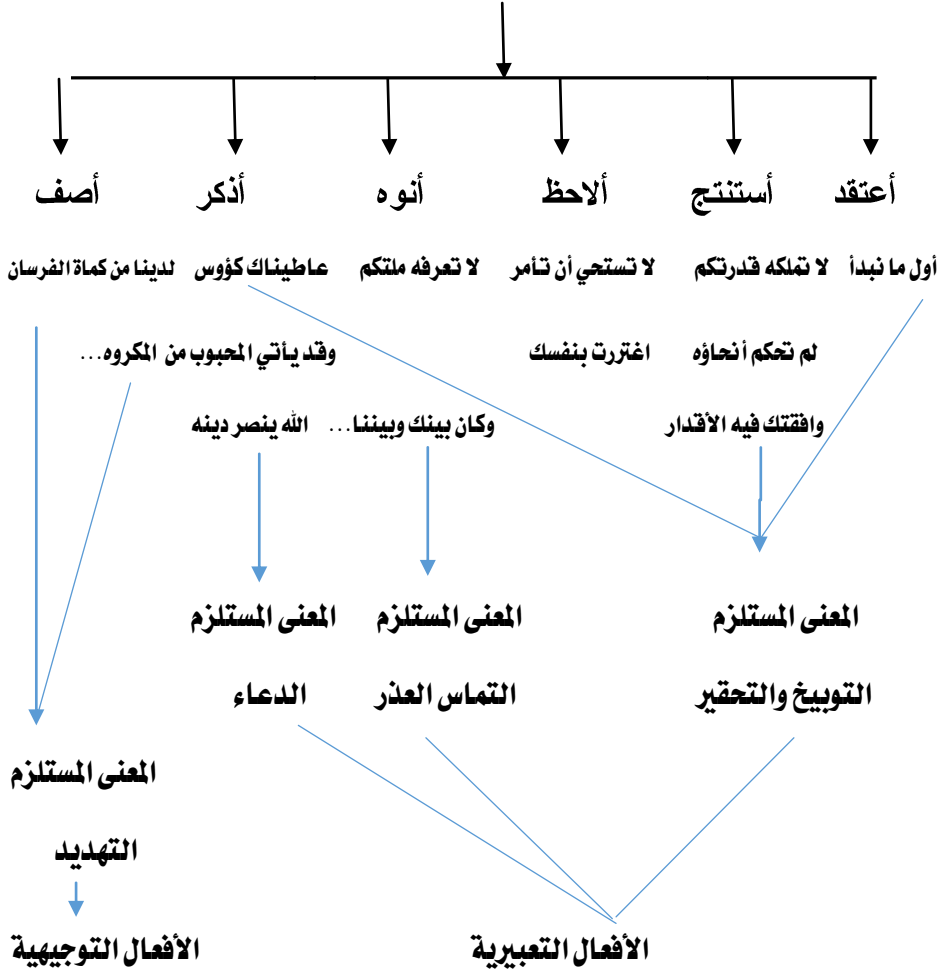 أعتقد أستنتج ألاحظ أنوه أذكر أصف
أول ما نبدأ لا تملكه قدرتكم لا تستحي أن تأمر لا تعرفه ملتكم عاطيناك كؤوس لدينا من كماة الفرسان
لم تحكم أنحاؤه اغتررت بنفسك وقد يأتي المحبوب من المكروه...
وافقتك فيه الأقدار وكان بينك وبيننا... الله ينصر دينه
المعنى المستلزم المعنى المستلزم المعنى المستلزم
التوبيخ والتحقير التماس العذر الدعاء
المعنى المستلزم
التهديد
الأفعال التعبيرية الأفعال التوجيهية